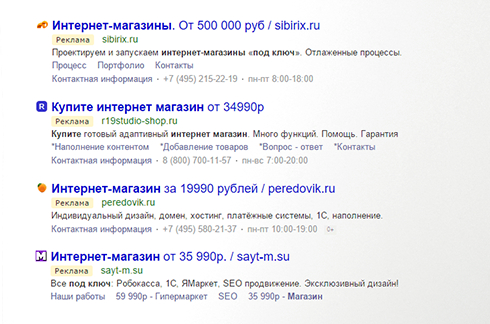 Интернет-магазины. От 500 000 руб / sibirix.ru
Реклама sibirix.ru
Проектируем и запускаем интернет-магазины «под ключ». Отлаженные процессы.
Процесс Портфолио Контакты
Контактная информация · +7 (495) 215-22-19 · пн-пт 8:00-18:00
R Купите интернет магазин от 34990р
Реклама r19studio-shop.ru
Купите готовый адаптивный интернет магазин. Много функций. Помощь. Гарантия
*Наполнение контентом *Добавление товаров *Вопрос - ответ *Контакты
Контактная информация · 8 (800) 700-11-57 · пн-вс 7:00-20:00
Интернет-магазин за 19990 рублей / peredovik.ru
Реклама peredovik.ru
Индивидуальный дизайн, домен, хостинг, платёжные системы, 1С, наполнение.
Контактная информация · +7 (495) 580-21-37 · пн-пт 10:00-19:00 0+
M Интернет-магазин от 35 990р. / sayt-m.su
Реклама sayt-m.su
Все под ключ: Робокасса, 1С, ЯМаркет, SEO продвижение. Эксклюзивный дизайн!
Наши работы 59 990р - Гипермаркет SEO 35 990р - Магазин